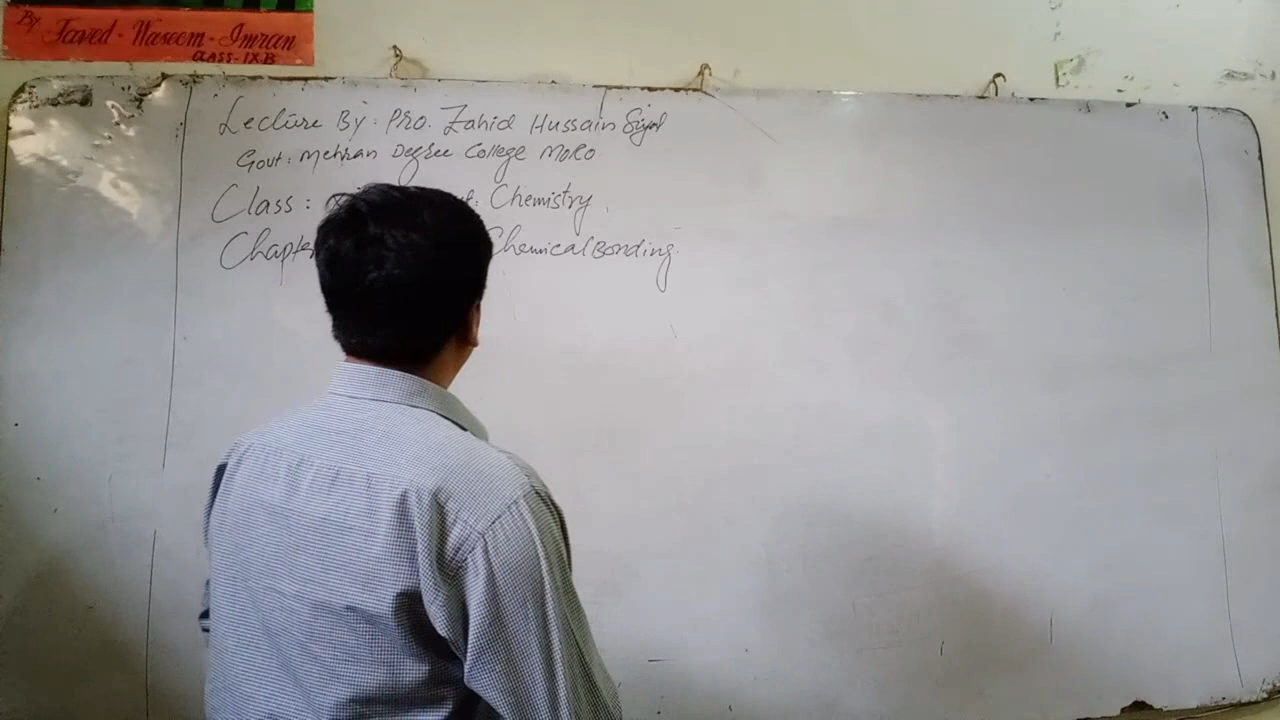 By Javed - Waseem - Imran
CLASS-IX B
Lecture By: Pro. Zahid Hussain Siyal
Govt: Mehran Degree College MORO
Class: Chemistry
Chapter Chemical Bonding